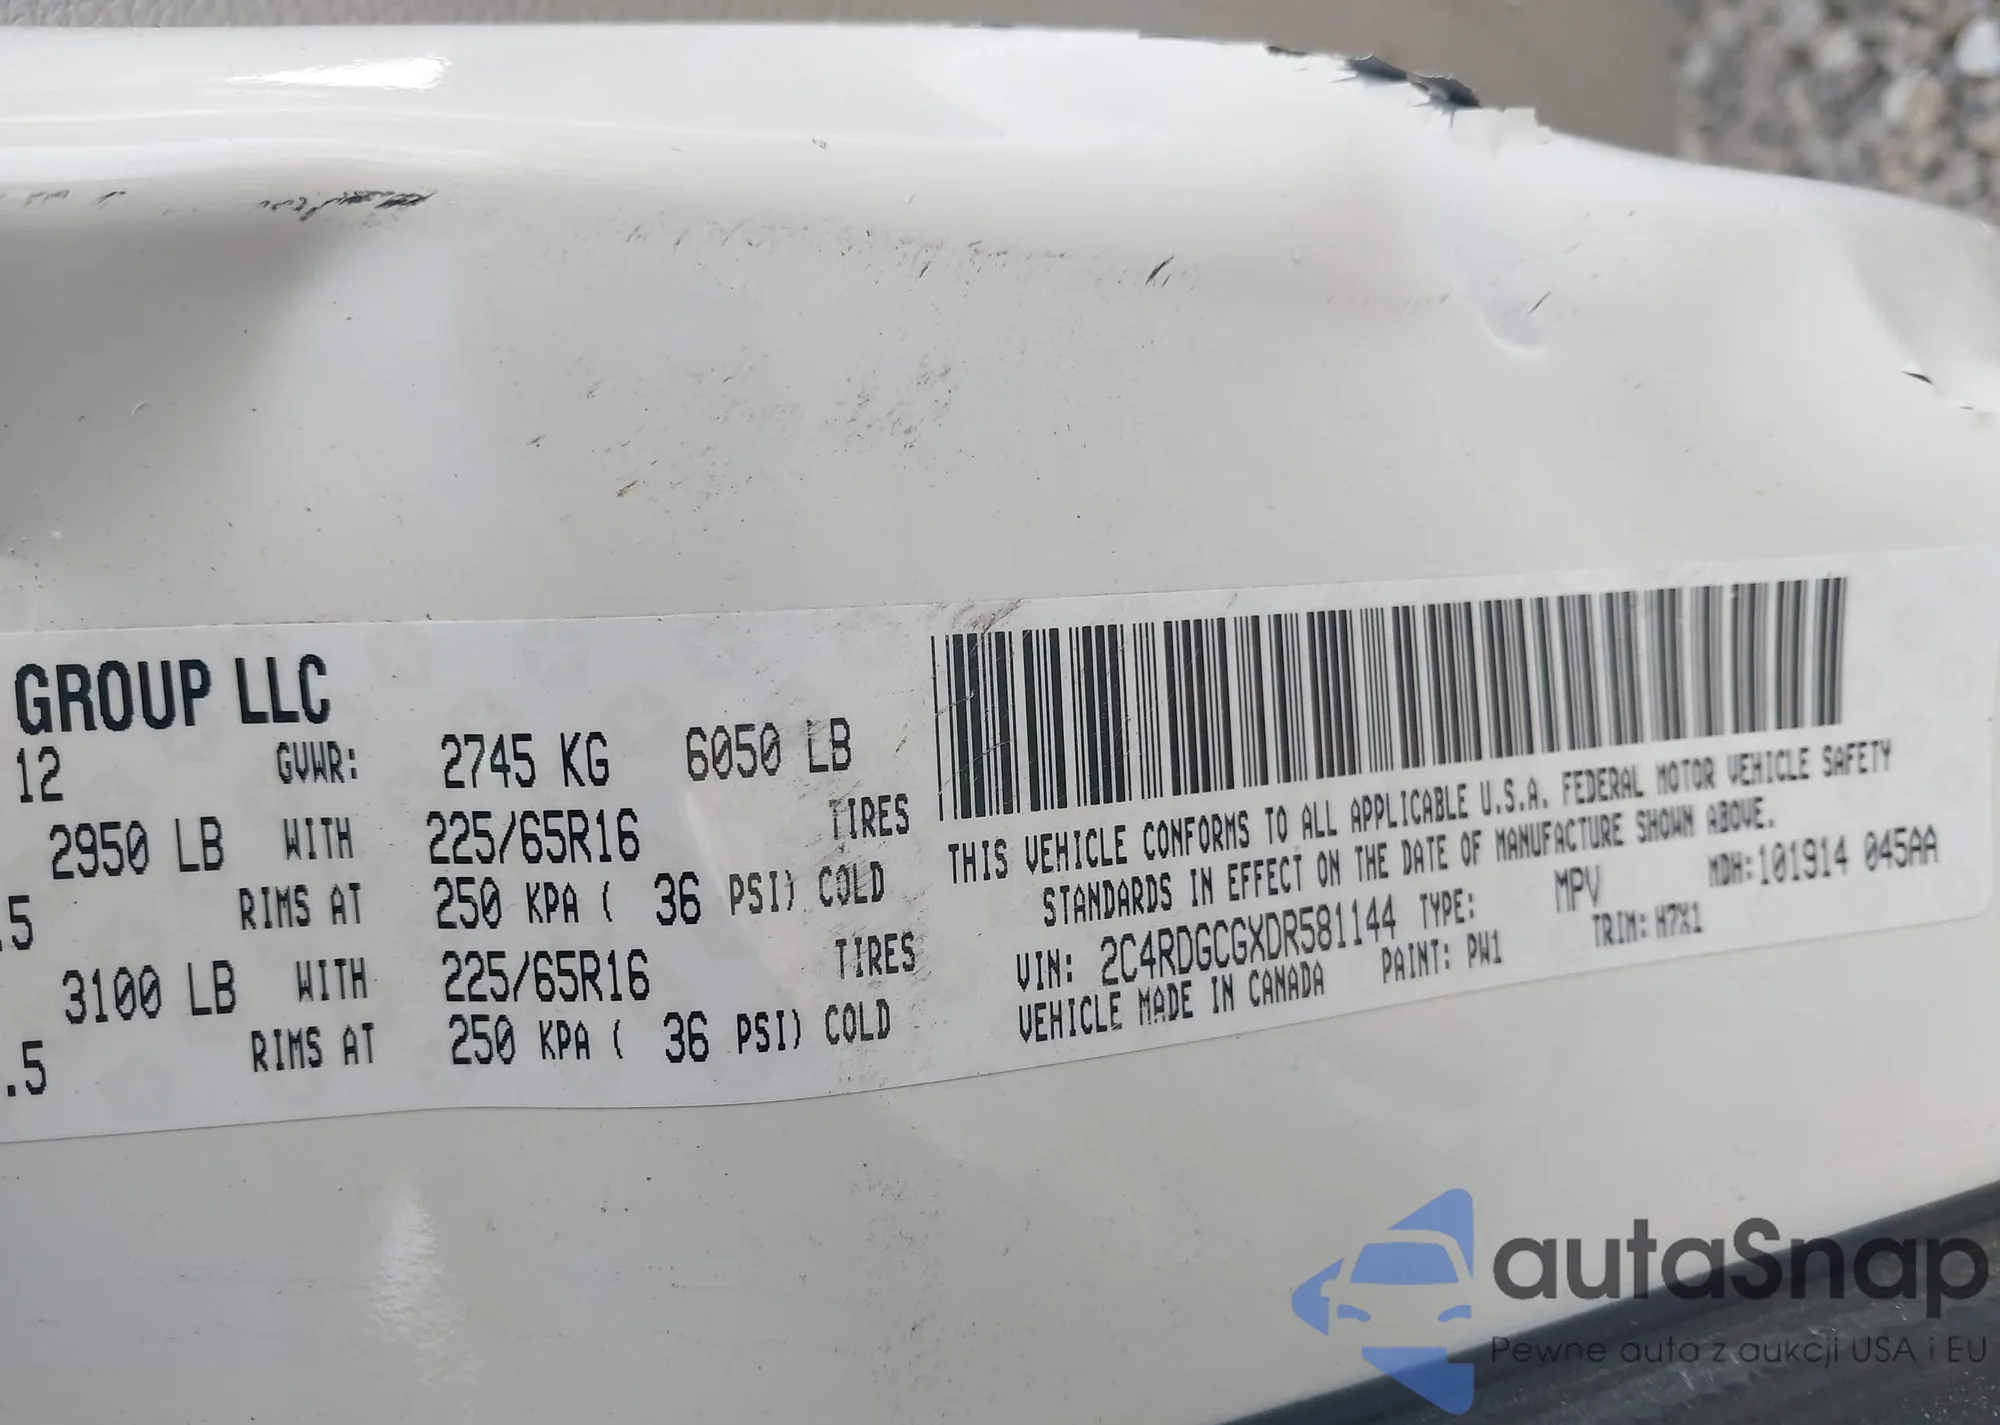 GROUP LLC
12 GVWR: 2745 KG 6050 LB
2950 LB WITH 225/65R16 TIRES
.5 RIMS AT 250 KPA ( 36 PSI) COLD
3100 LB WITH 225/65R16 TIRES
.5 RIMS AT 250 KPA ( 36 PSI) COLD
THIS VEHICLE CONFORMS TO ALL APPLICABLE U.S.A. FEDERAL MOTOR VEHICLE SAFETY
STANDARDS IN EFFECT ON THE DATE OF MANUFACTURE SHOWN ABOVE.
MDH:101914 045AA
VIN: 2C4RDGCGXDR581144 TYPE: MPV
VEHICLE MADE IN CANADA PAINT: PW1 TRIM: H7X1
autaSnap
Pewne auta z aukcji USA i EU